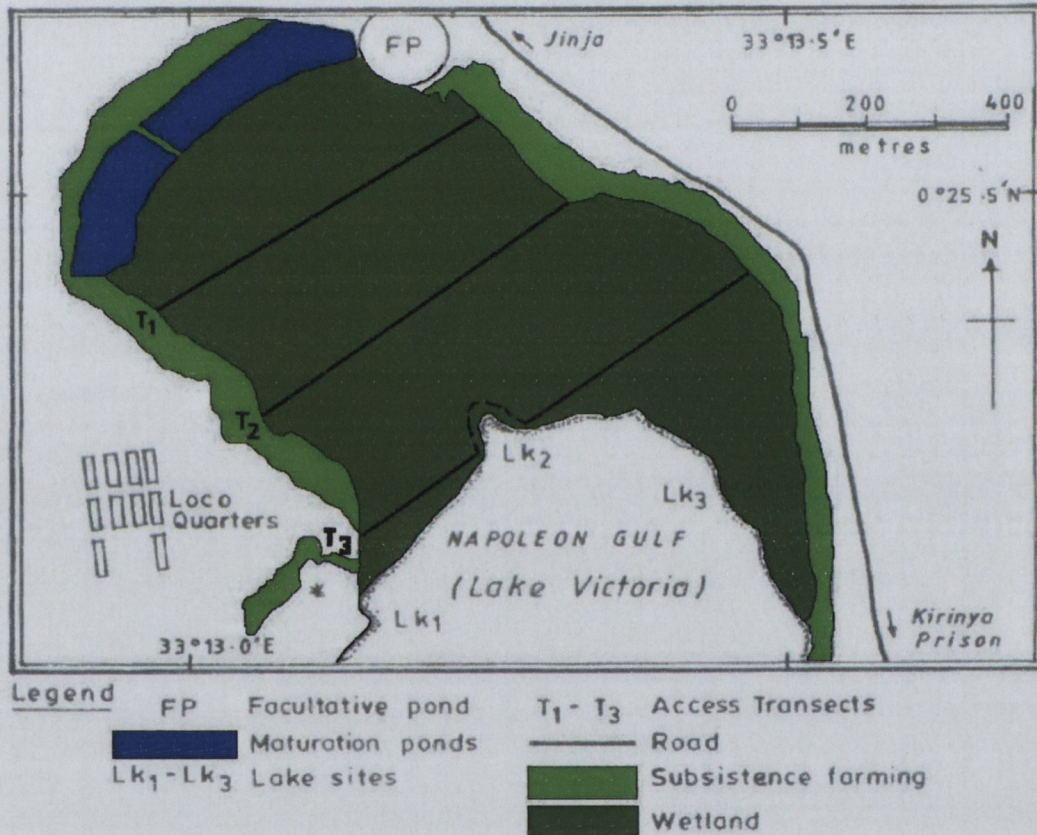 FP
Jinja
33°13.5'E
0 200 400
metres
0°25.5'N
N
T1
T2
Loco
Quarters
T3
Lk2
Lk3
NAPOLEON GULF
(Lake Victoria)
Lk1
33°13.0'E
Kirinya
Prison
Legend
FP Facultative pond
Maturation ponds
Lk1-Lk3 Lake sites
T1 - T3 Access Transects
Road
Subsistence farming
Wetland